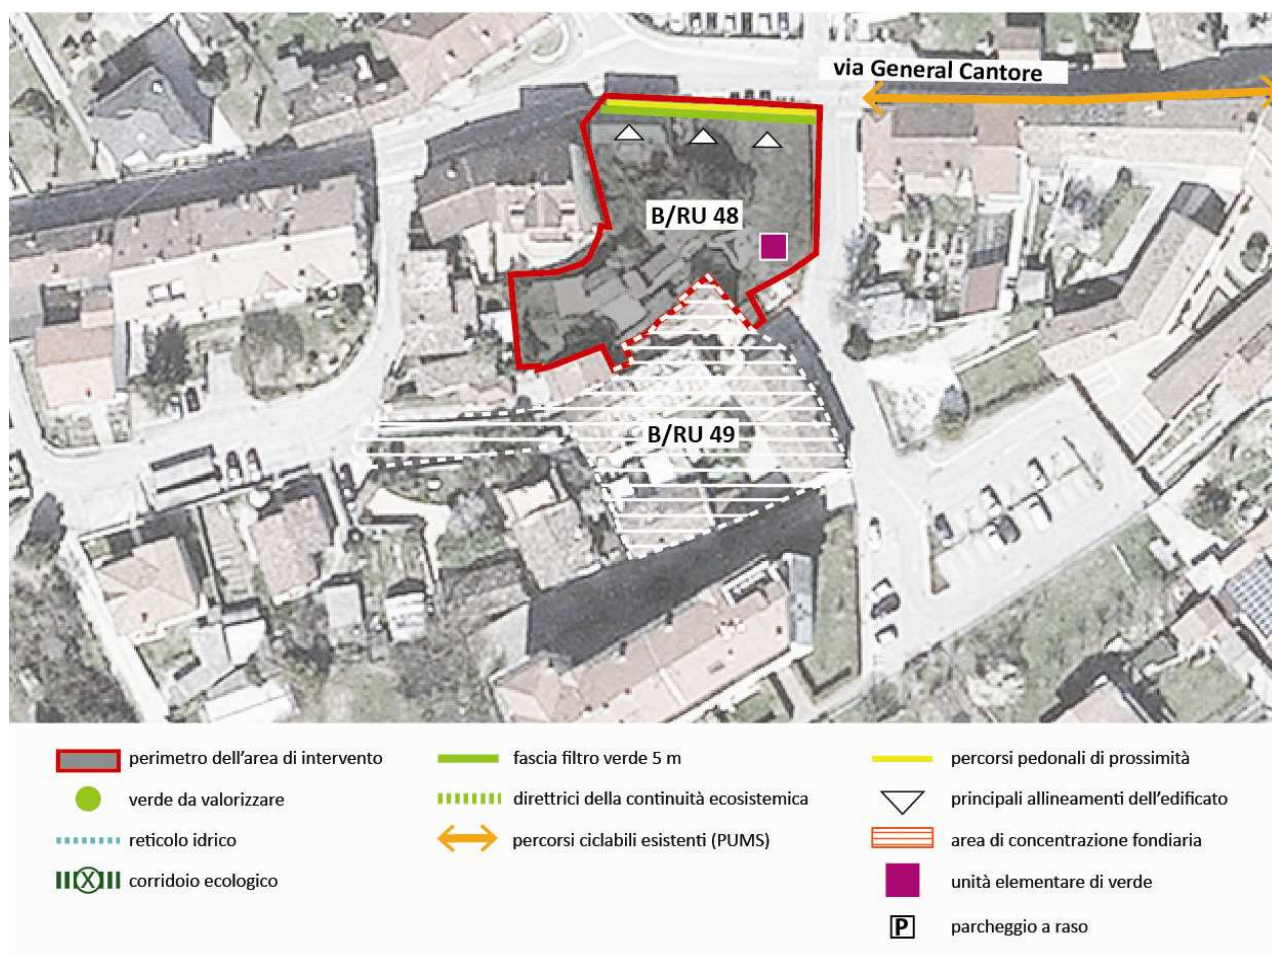 via General Cantore
B/RU 48
B/RU 49
perimetro dell'area di intervento
verde da valorizzare
reticolo idrico
X
corridoio ecologico
fascia filtro verde 5 m
direttrici della continuità ecosistemica
percorsi ciclabili esistenti (PUMS)
percorsi pedonali di prossimità
principali allineamenti dell'edificato
area di concentrazione fondiaria
unità elementare di verde
P parcheggio a raso